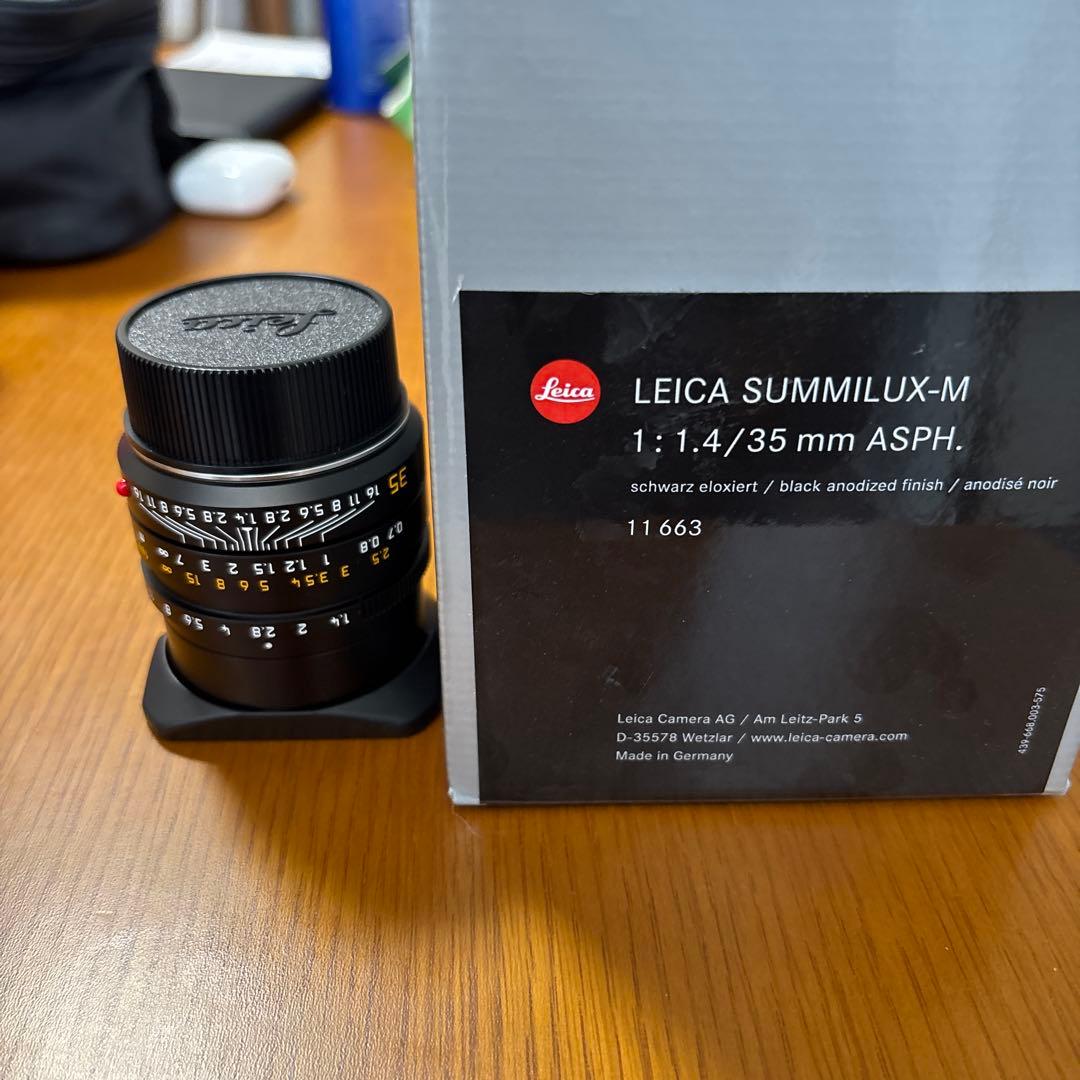 Leica
Leica
LEICA SUMMILUX-M
1 : 1.4 / 35 mm ASPH.
schwarz eloxiert / black anodized finish / anodisé noir
11 663
35
16 11 8 5.6 2.8 1.4 2.8 5.6 8 11 16
0.7 0.8 1 1.2 1.5 2 3 7 ∞
2.5 3 3.5 4 5 6 8 15 ∞
1.4 2 2.8 4 5.6 8
Leica Camera AG / Am Leitz-Park 5
D-35578 Wetzlar / www.leica-camera.com
Made in Germany
439-668.003-575